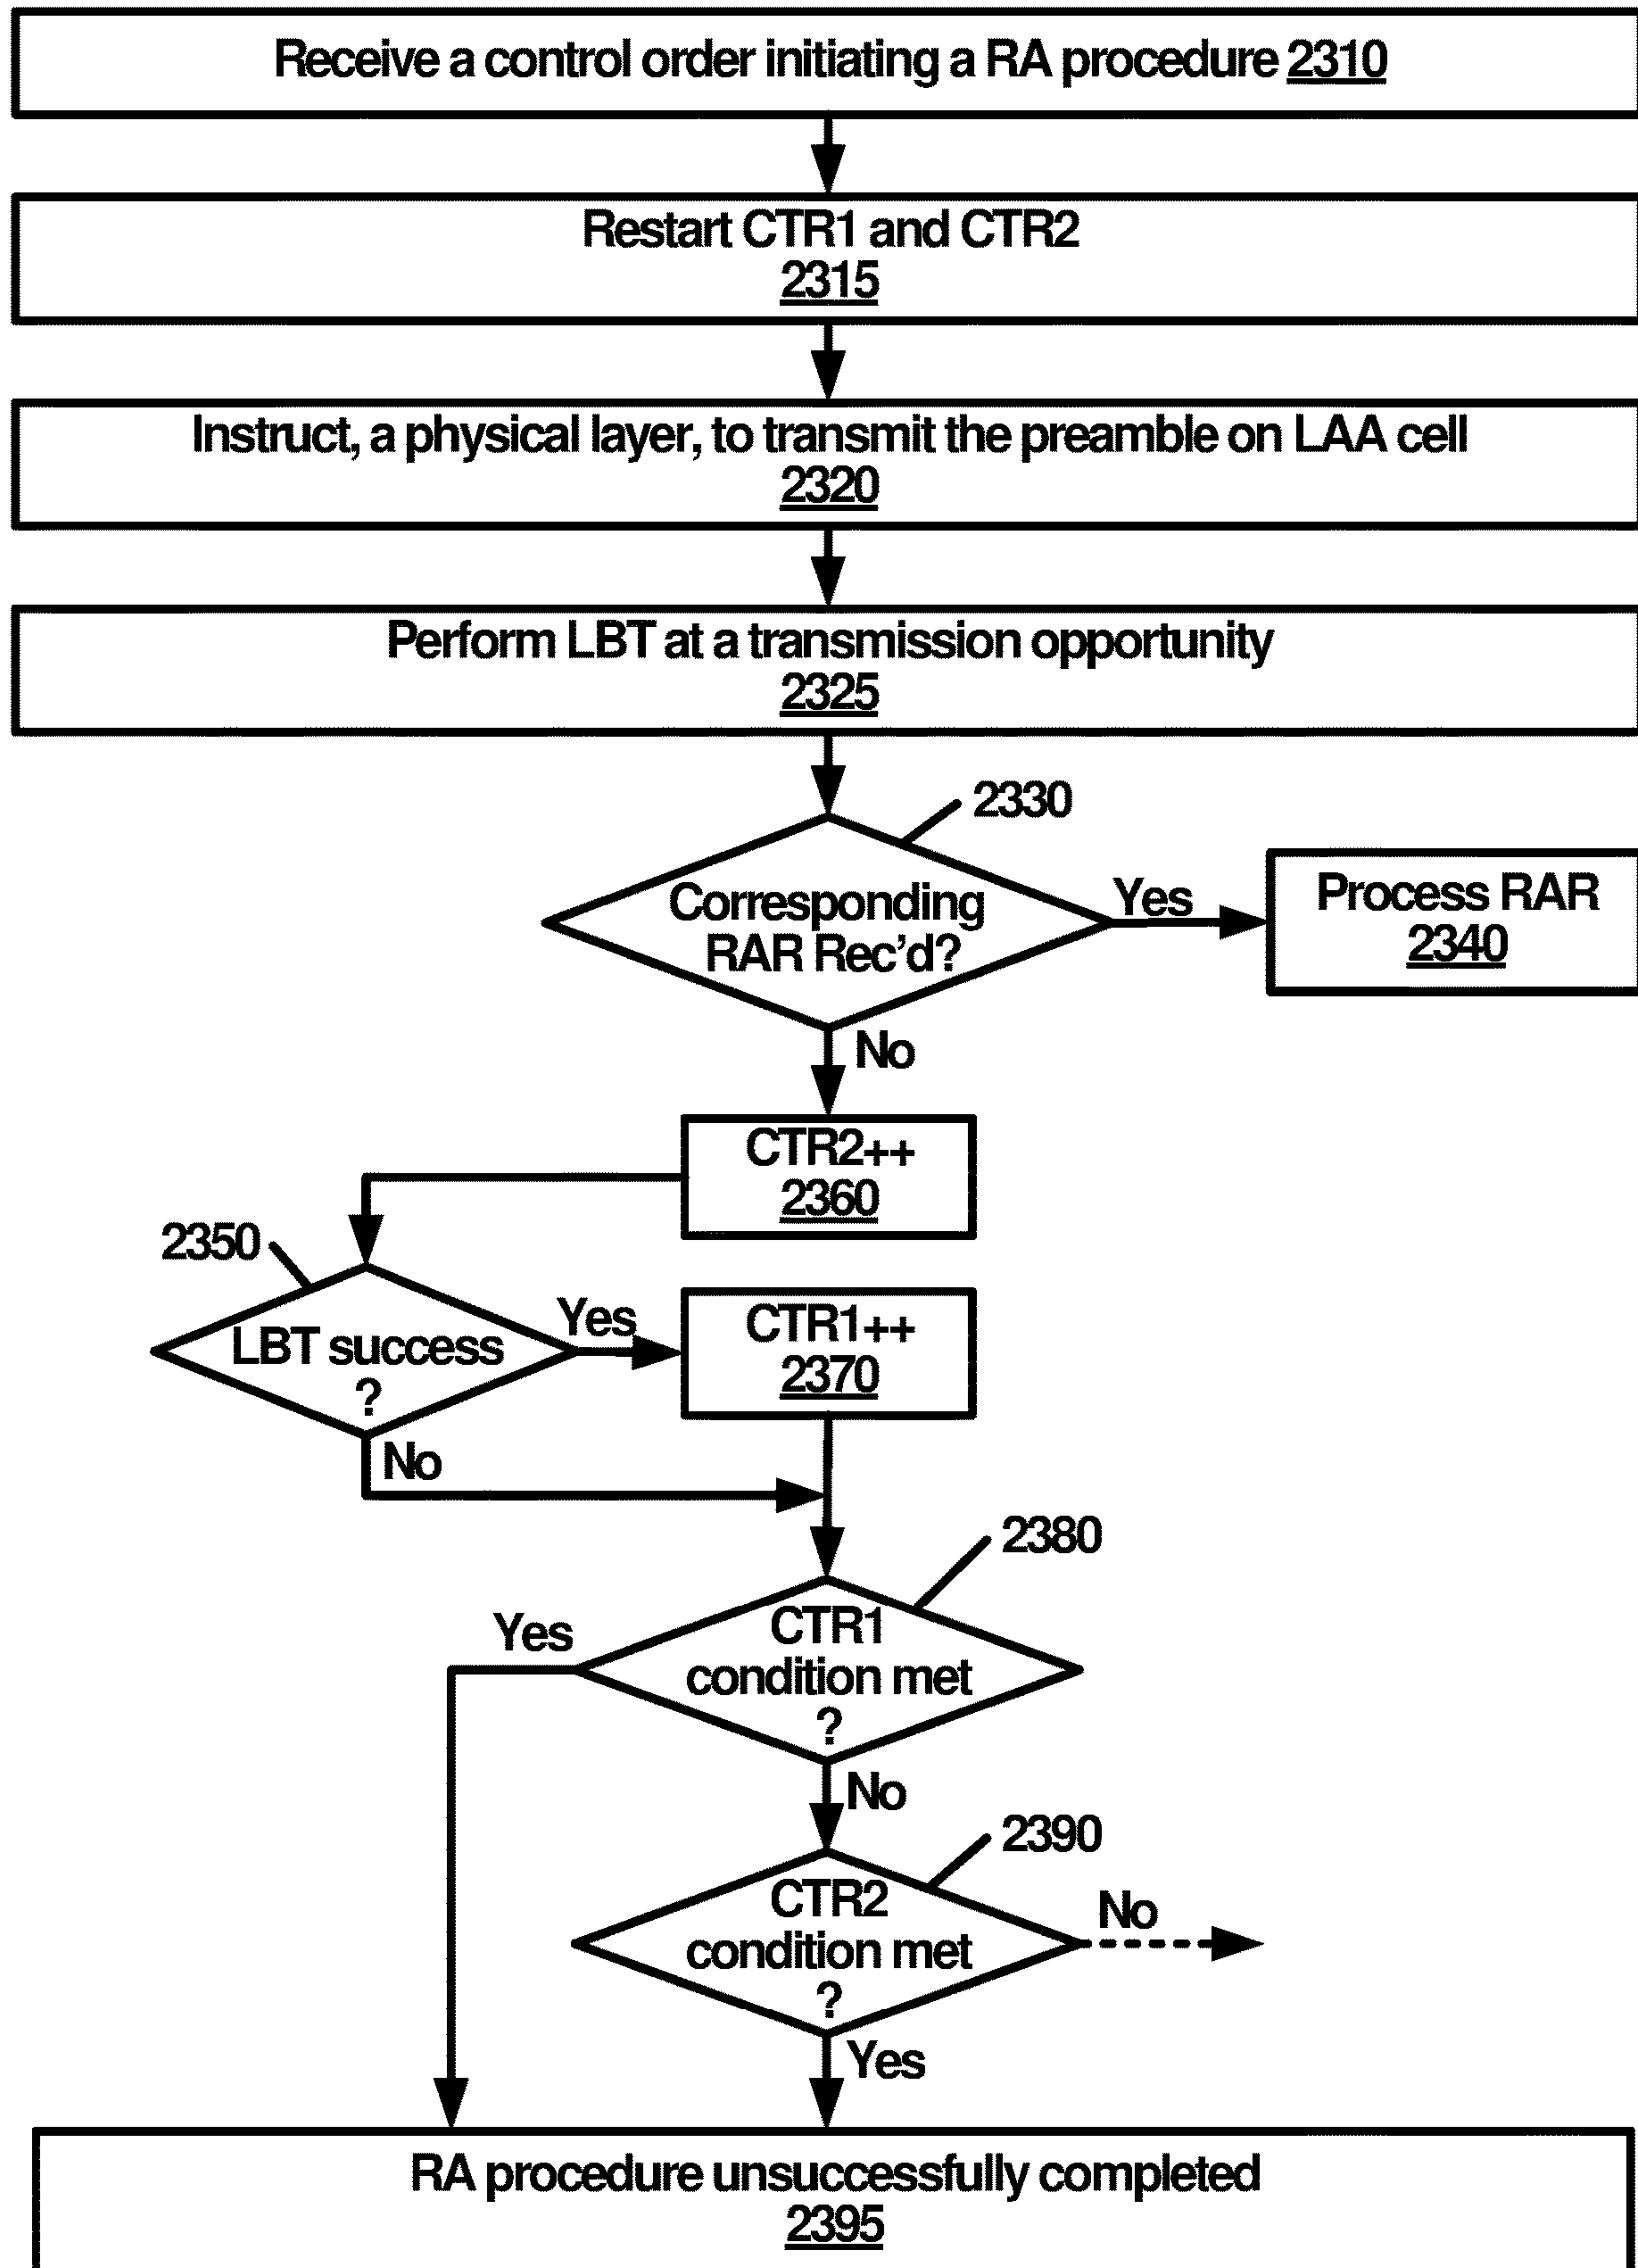 Receive a control order initiating a RA procedure 2310
Restart CTR1 and CTR2
2315
Instruct, a physical layer, to transmit the preamble on LAA cell
2320
Perform LBT at a transmission opportunity
2325
2330
Corresponding
RAR Rec'd?
Yes
Process RAR
2340
No
CTR2++
2360
2350
LBT success
?
Yes
CTR1++
2370
No
2380
CTR1
condition met
?
Yes
No
2390
CTR2
condition met
?
No
Yes
RA procedure unsuccessfully completed
2395